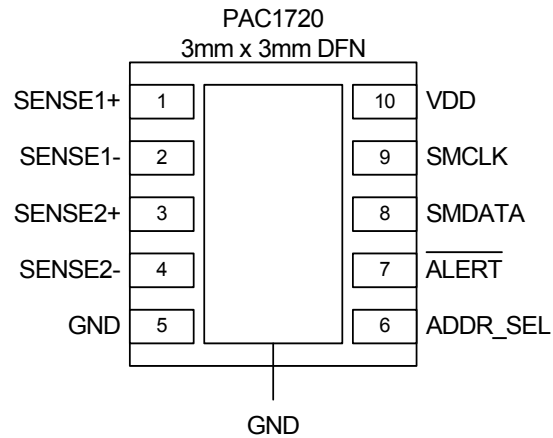 PAC1720
3mm x 3mm DFN
SENSE1+ 1 10 VDD
SENSE1- 2 9 SMCLK
SENSE2+ 3 8 SMDATA
SENSE2- 4 7 ALERT
GND 5 6 ADDR_SEL
GND